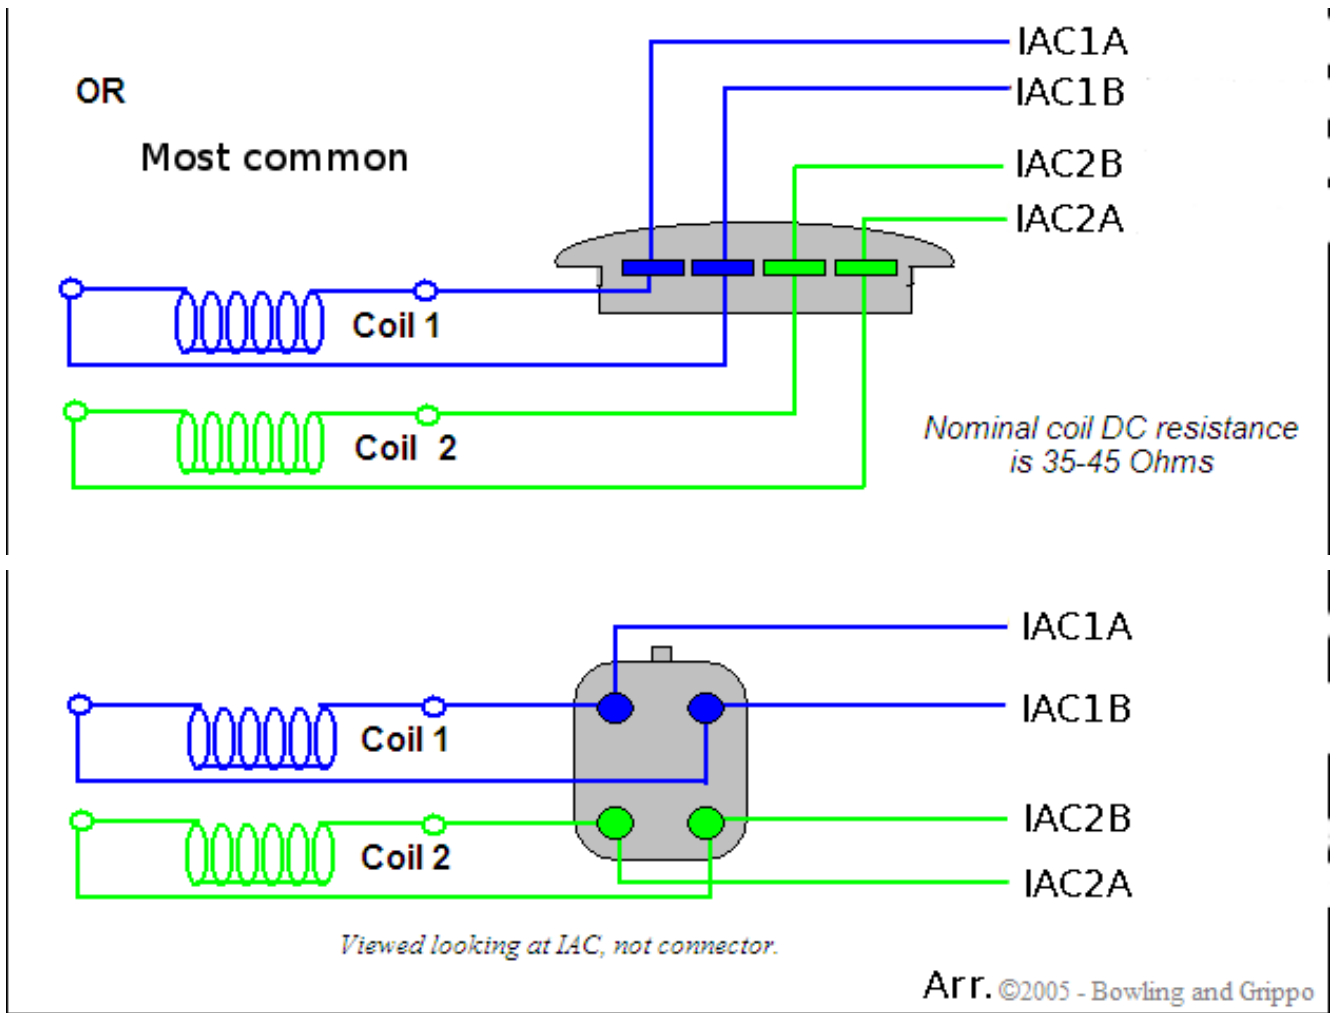 IAC1A
OR
IAC1B
Most common
IAC2B
IAC2A
Coil 1
Coil 2
Nominal coil DC resistance
is 35-45 Ohms
IAC1A
IAC1B
Coil 1
IAC2B
Coil 2
IAC2A
Viewed looking at IAC, not connector.
Arr. ©2005 - Bowling and Grippo